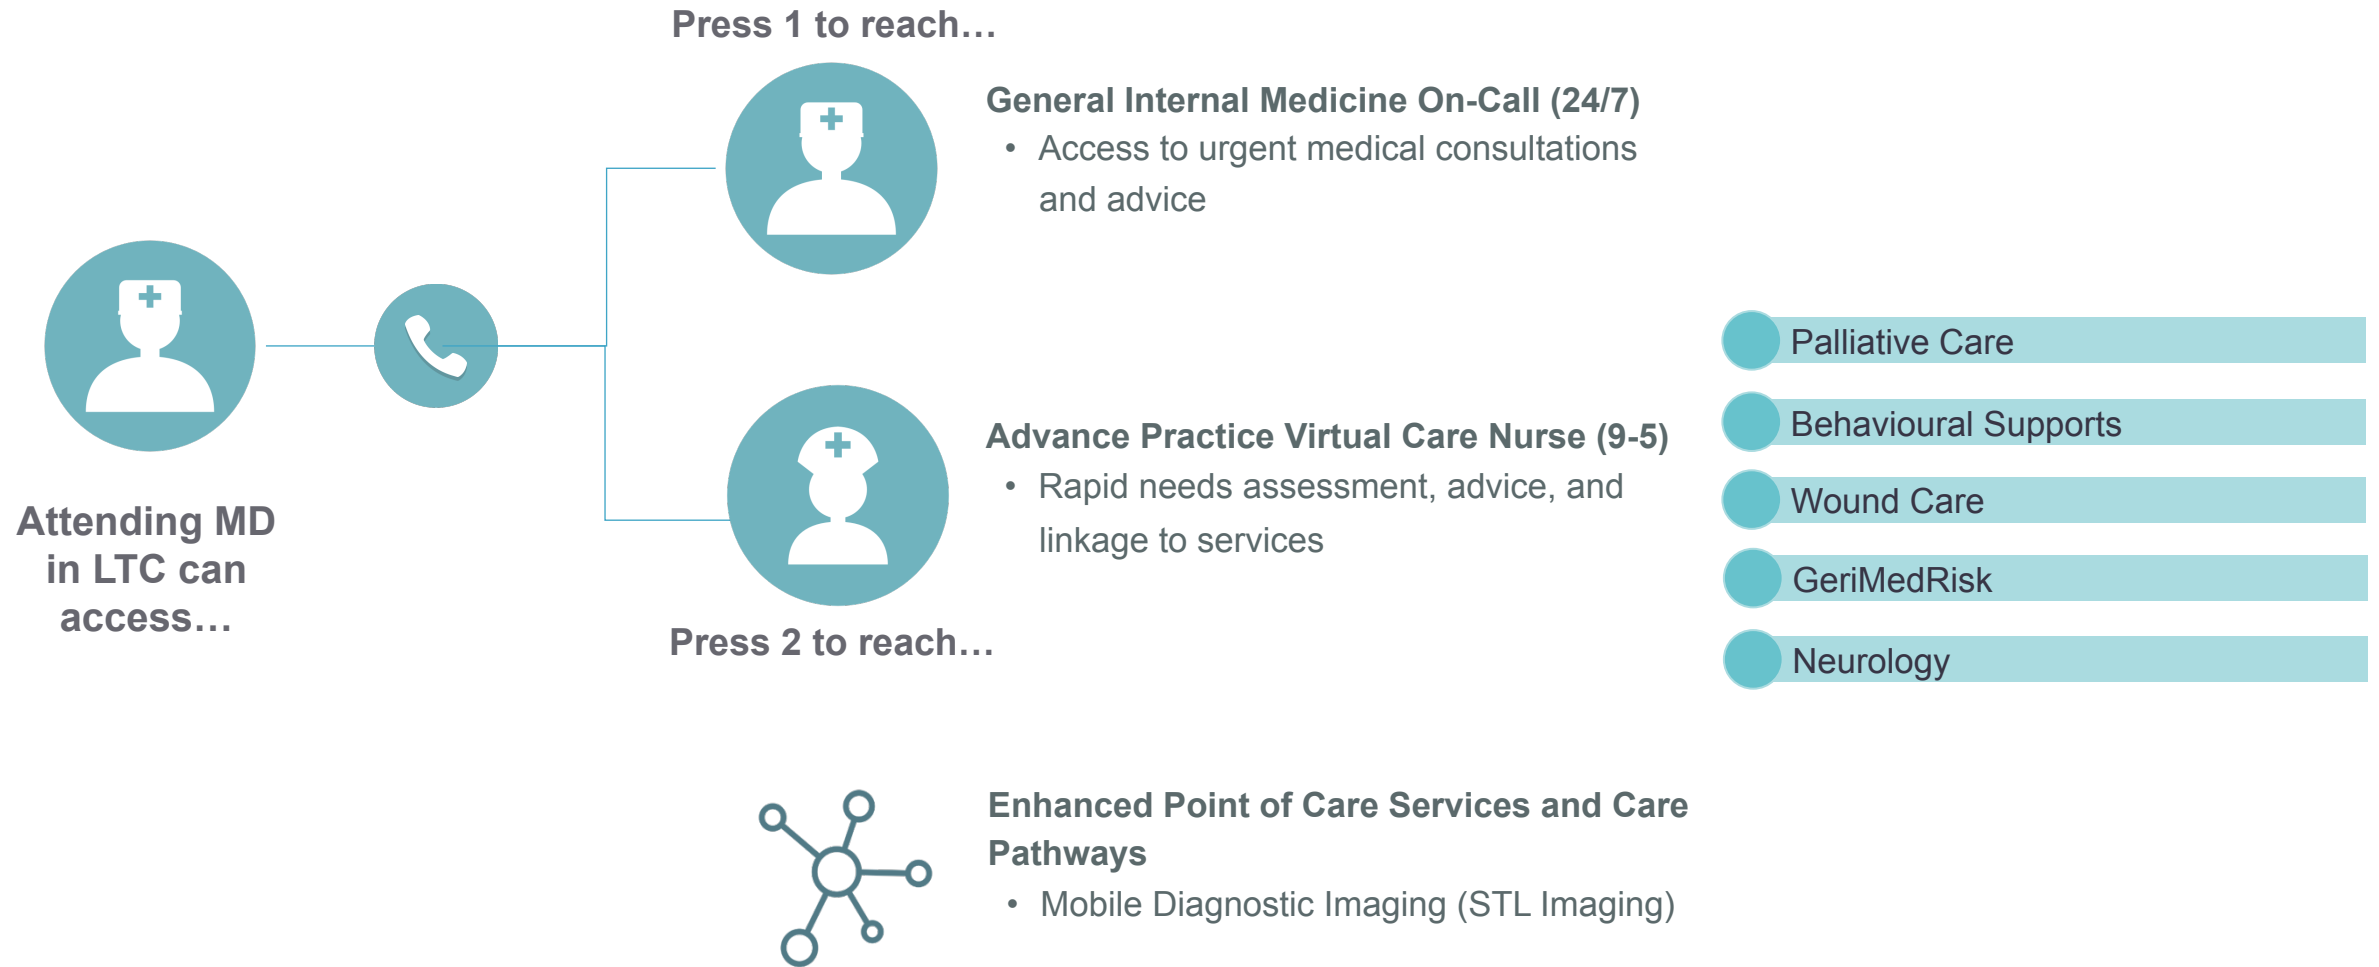 Press 1 to reach…
General Internal Medicine On-Call (24/7)
• Access to urgent medical consultations
and advice
Attending MD
in LTC can
access…
Advance Practice Virtual Care Nurse (9-5)
• Rapid needs assessment, advice, and
linkage to services
Press 2 to reach…
Palliative Care
Behavioural Supports
Wound Care
GeriMedRisk
Neurology
Enhanced Point of Care Services and Care
Pathways
• Mobile Diagnostic Imaging (STL Imaging)